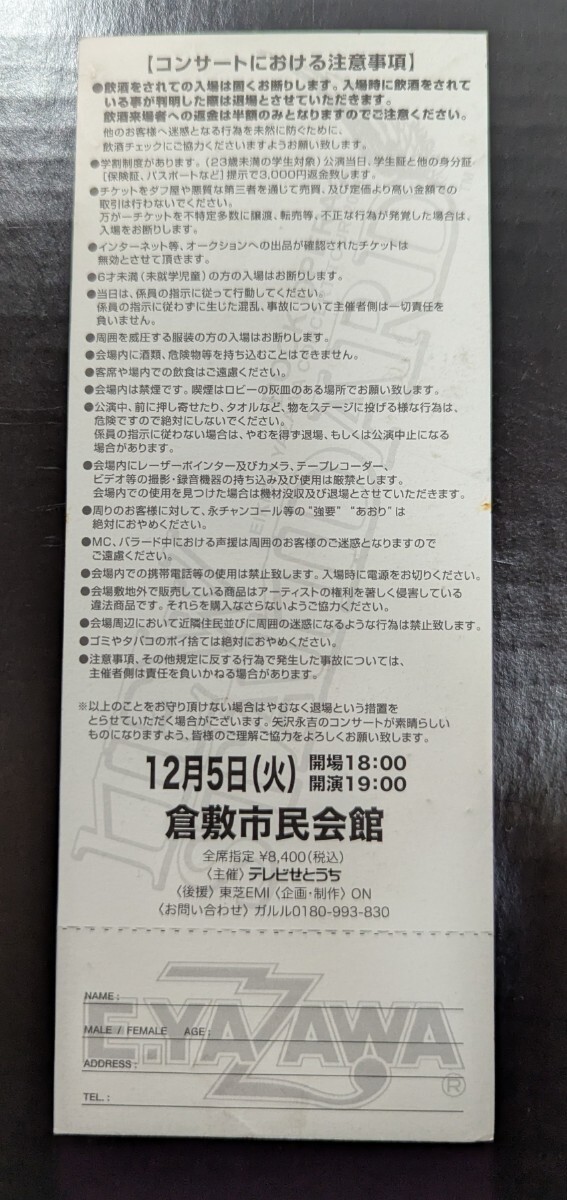 【コンサートにおける注意事項】
●飲酒をされての入場は固くお断りします。入場時に飲酒をされて
いる事が判明した際は退場とさせていただきます。
飲酒来場者への返金は半額のみとなりますのでご注意ください。
他のお客様へ迷惑となる行為を未然に防ぐために、
飲酒チェックにご協力くださいますようお願い致します。
●学割制度があります。(23歳未満の学生対象)公演当日、学生証と他の身分証
[保険証、パスポートなど]提示で3,000円返金致します。
●チケットをダフ屋や悪質な第三者を通じて売買、及び定価より高い金額での
取引は行わないでください。
万が一チケットを不特定多数に譲渡、転売等、不正な行為が発覚した場合は、
入場をお断りします。
●インターネット等、オークションへの出品が確認されたチケットは
無効とさせて頂きます。
●6才未満(未就学児童)の方の入場はお断りします。
●当日は、係員の指示に従って行動してください。
係員の指示に従わずに生じた混乱、事故について主催者側は一切責任を
負いません。
●周囲を威圧する服装の方の入場はお断りします。
●会場内に酒類、危険物等を持ち込むことはできません。
●客席や場内での飲食はご遠慮ください。
●会場内は禁煙です。喫煙はロビーの灰皿のある場所でお願い致します。
●公演中、前に押し寄せたり、タオルなど、物をステージに投げる様な行為は、
危険ですので絶対にしないでください。
係員の指示に従わない場合は、やむを得ず退場、もしくは公演中止になる
場合があります。
●会場内にレーザーポインター及びカメラ、テープレコーダー、
ビデオ等の撮影・録音機器の持ち込み及び使用は厳禁とします。
会場内での使用を見つけた場合は機材没収及び退場とさせていただきます。
●周りのお客様に対して、永チャンコール等の“強要”“あおり”は
絶対におやめください。
●MC、バラード中における声援は周囲のお客様のご迷惑となりますので
ご遠慮ください。
●会場内での携帯電話等の使用は禁止致します。入場時に電源をお切りください。
●会場敷地外で販売している商品はアーティストの権利を著しく侵害している
違法商品です。それらを購入なさらないようご協力ください。
●会場周辺において近隣住民並びに周囲の迷惑になるような行為は禁止致します。
●ゴミやタバコのポイ捨ては絶対におやめください。
●注意事項、その他規定に反する行為で発生した事故については、
主催者側は責任を負いかねる場合があります。
※以上のことをお守り頂けない場合はやむなく退場という措置を
とらせていただく場合がございます。矢沢永吉のコンサートが素晴らしい
ものになりますよう、皆様のご理解ご協力をよろしくお願い致します。
12月5日(火) 開場18:00
開演19:00
倉敷市民会館
全席指定 ¥8,400(税込)
〈主催〉テレビせとうち
〈後援〉東芝EMI〈企画・制作〉ON
〈お問い合わせ〉ガルル0180-993-830
NAME:
MALE / FEMALE AGE:
E.YAZAWA
ADDRESS:
®
TEL.: